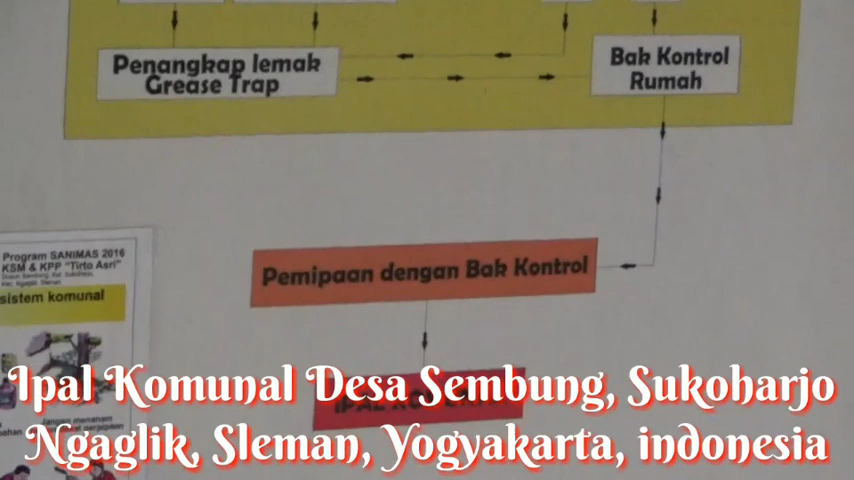 Penangkap lemak
Grease Trap
Bak Kontrol
Rumah
Pemipaan dengan Bak Kontrol
Program SANIMAS 2016
KSM & KPP "Tirto Asri"
sistem komunal
IPAL
Ipal Komunal Desa Sembung, Sukoharjo
Ngaglik, Sleman, Yogyakarta, indonesia